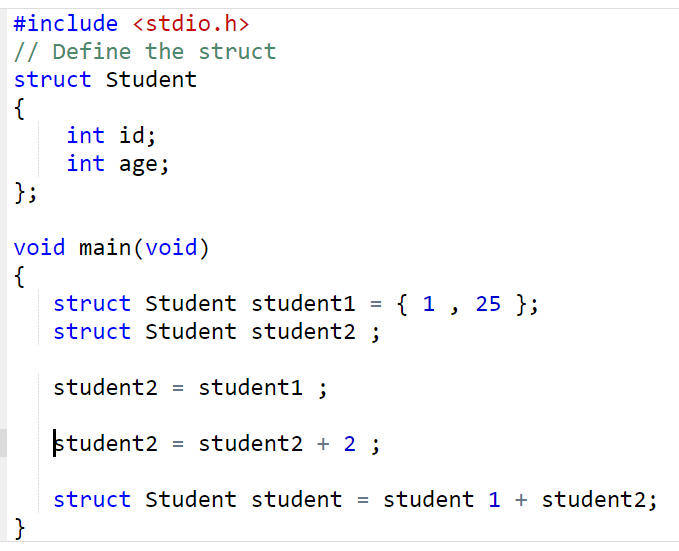 #include <stdio.h>
// Define the struct
struct Student
{
    int id;
    int age;
};
void main(void)
{
   struct Student student1 = { 1 , 25 };
   struct Student student2 ;
   student2 = student1 ;
   student2 = student2 + 2 ;
   struct Student student = student 1 + student2;
}